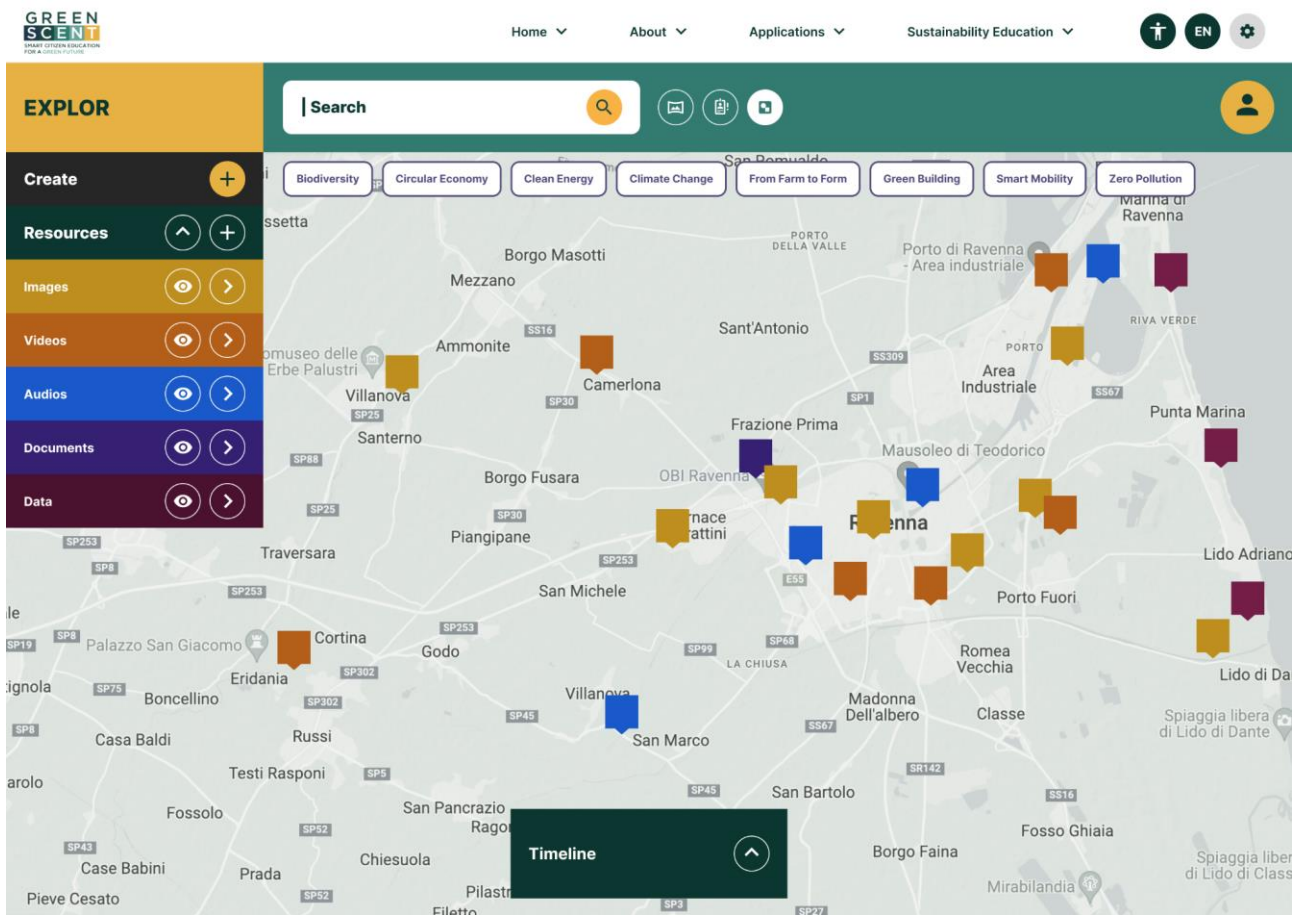 GREEN
SCENT
SMART CITIZEN EDUCATION
FOR A GREEN FUTURE
Home
About
Applications
Sustainability Education
EN
EXPLOR
Search
Create
Resources
Images
Videos
Audios
Documents
Data
Biodiversity
Circular Economy
Clean Energy
Climate Change
From Farm to Form
Green Building
Smart Mobility
Zero Pollution
San Romualdo
Marina di
Ravenna
ssetta
PORTO
DELLA VALLE
Borgo Masotti
Porto di Ravenna
- Area industriale
Mezzano
RIVA VERDE
SS16
Sant'Antonio
Ammonite
PORTO
omuseo delle
Erbe Palustri
SS309
Area
Industriale
Camerlona
Villanova
SP30
SP1
SS67
SP25
Punta Marina
Frazione Prima
Santerno
Mausoleo di Teodorico
SP88
OBI Ravenna
Borgo Fusara
SP25
SP30
rnace
rattini
R enna
Piangipane
SP253
Traversara
SP253
Lido Adriano
SP8
E55
SP253
San Michele
Porto Fuori
le
SP8
SP19
Palazzo San Giacomo
Cortina
SP253
Godo
SP99
SP68
LA CHIUSA
Romea
Vecchia
Eridania
SP302
Lido di Da
ignola
SP75
Boncellino
SP302
Villanova
Madonna
Dell'albero
Classe
SP45
SS67
Spiaggia libera
di Lido di Dante
SP8
Casa Baldi
Russi
San Marco
SR142
Testi Rasponi
SP5
arolo
SP45
San Bartolo
SS16
Fossolo
San Pancrazio
Ragor
SP52
Fosso Ghiaia
Timeline
SP43
Case Babini
Chiesuola
Borgo Faina
Spiaggia liber
di Lido di Class
Prada
Pieve Cesato
SP52
Pilastr
Mirabilandia
Filetto
SP3
SP27